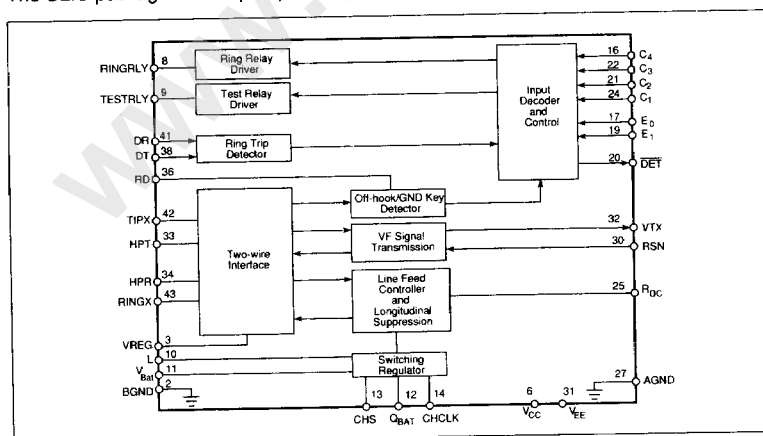 8
RINGRLY
Ring Relay
Driver
9
TESTRLY
Test Relay
Driver
DR 41
DT 38
Ring Trip
Detector
36
RD
Off-hook/GND Key
Detector
42
TIPX
33
HPT
34
HPR
43
RINGX
Two-wire
Interface
VF Signal
Transmission
Line Feed
Controller
and
Longitudinal
Suppression
3
VREG
10
L
11
VBat
2
BGND
Switching
Regulator
13
CHS
12
QBAT
14
CHCLK
Input
Decoder
and
Control
16 C4
22 C3
21 C2
24 C1
17 E0
19 E1
20 DET
32 VTX
30 RSN
25 RDC
27 AGND
6
VCC
31
VEE
www.